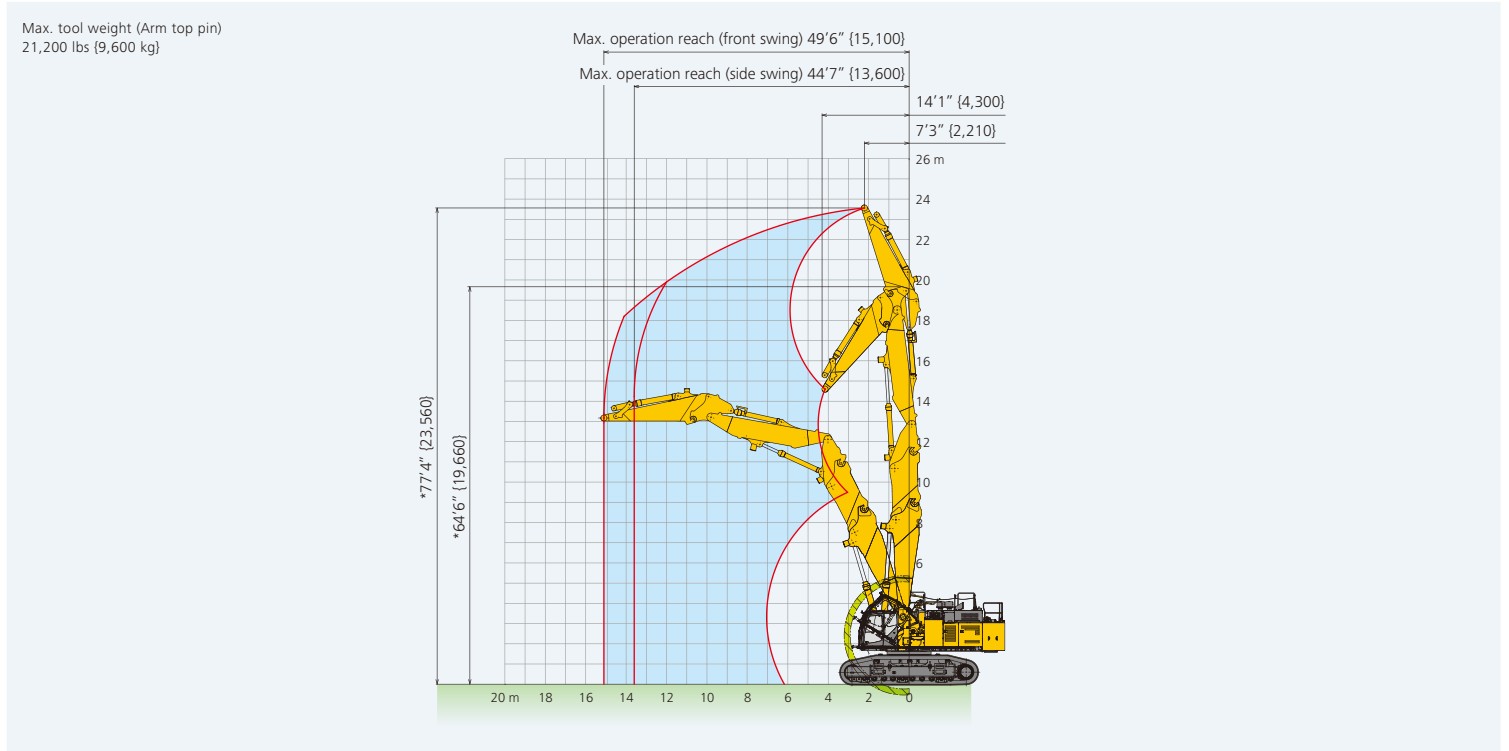 Max. tool weight (Arm top pin)
21,200 lbs {9,600 kg}
Max. operation reach (front swing) 49’6” {15,100}
Max. operation reach (side swing) 44’7” {13,600}
14’1” {4,300}
7’3” {2,210}
26 m
24
22
20
18
16
14
12
10
8
6
*77’4” {23,560}
*64’6” {19,660}
20 m 18 16 14 12 10 8 6 4 2 0